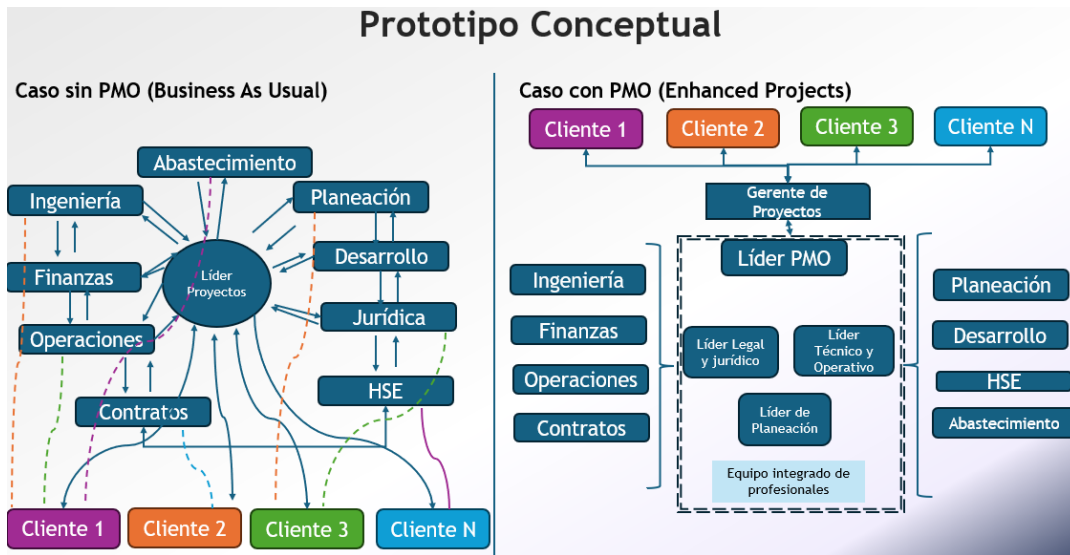 Prototipo Conceptual
Caso sin PMO (Business As Usual)
Abastecimiento
Ingeniería
Planeación
Líder
Proyectos
Desarrollo
Finanzas
Jurídica
Operaciones
HSE
Contratos
Cliente 1
Cliente 2
Cliente 3
Cliente N
Caso con PMO (Enhanced Projects)
Cliente 1
Cliente 2
Cliente 3
Cliente N
Gerente de
Proyectos
Líder PMO
Ingeniería
Finanzas
Operaciones
Contratos
Líder Legal
y jurídico
Líder
Técnico y
Operativo
Líder de
Planeación
Equipo integrado de
profesionales
Planeación
Desarrollo
HSE
Abastecimiento